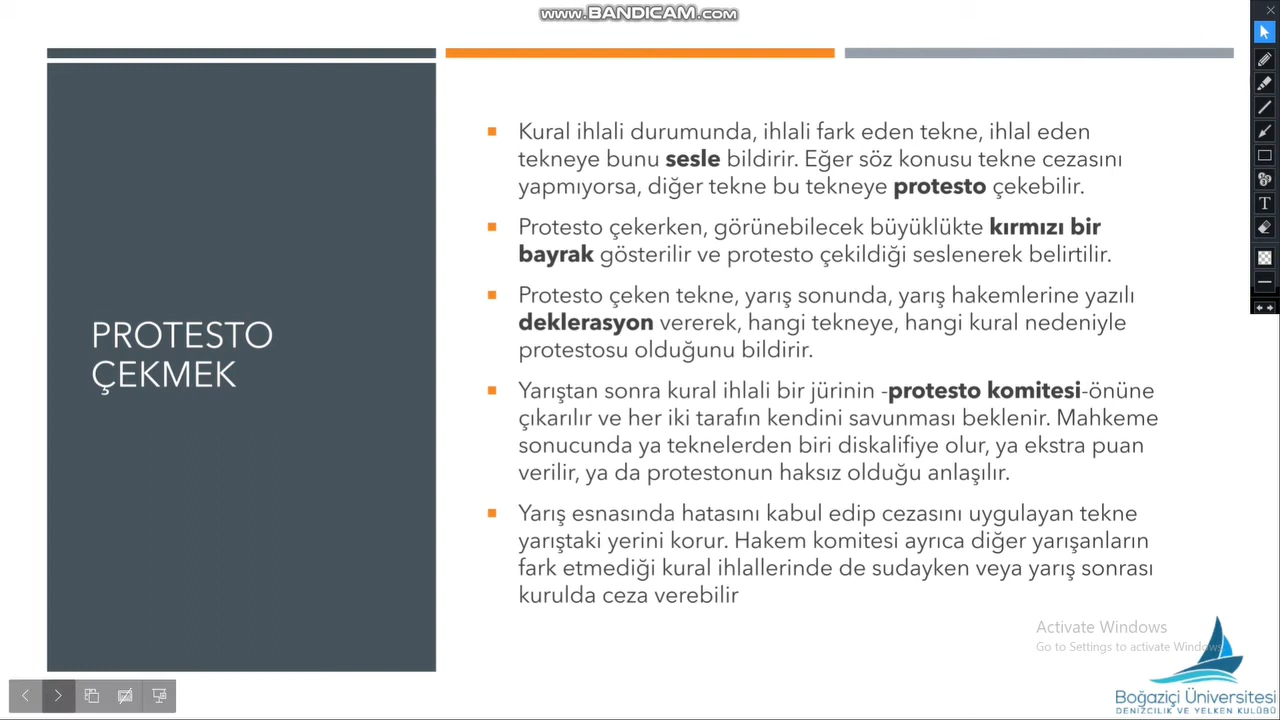 www.BANDICAM.com
PROTESTO
ÇEKMEK
Kural ihlali durumunda, ihlali fark eden tekne, ihlal eden
tekneye bunu sesle bildirir. Eğer söz konusu tekne cezasını
yapmıyorsa, diğer tekne bu tekneye protesto çekebilir.
Protesto çekerken, görünebilecek büyüklükte kırmızı bir
bayrak gösterilir ve protesto çekildiği seslenerek belirtilir.
Protesto çeken tekne, yarış sonunda, yarış hakemlerine yazılı
deklerasyon vererek, hangi tekneye, hangi kural nedeniyle
protestosu olduğunu bildirir.
Yarıştan sonra kural ihlali bir jürinin -protesto komitesi-önüne
çıkarılır ve her iki tarafın kendini savunması beklenir. Mahkeme
sonucunda ya teknelerden biri diskalifiye olur, ya ekstra puan
verilir, ya da protestonun haksız olduğu anlaşılır.
Yarış esnasında hatasını kabul edip cezasını uygulayan tekne
yarıştaki yerini korur. Hakem komitesi ayrıca diğer yarışanların
fark etmediği kural ihlallerinde de sudayken veya yarış sonrası
kurulda ceza verebilir
Activate Windows
Go to Settings to activate Windows.
Boğaziçi Üniversitesi
DENİZCİLİK VE YELKEN KULÜBÜ
T